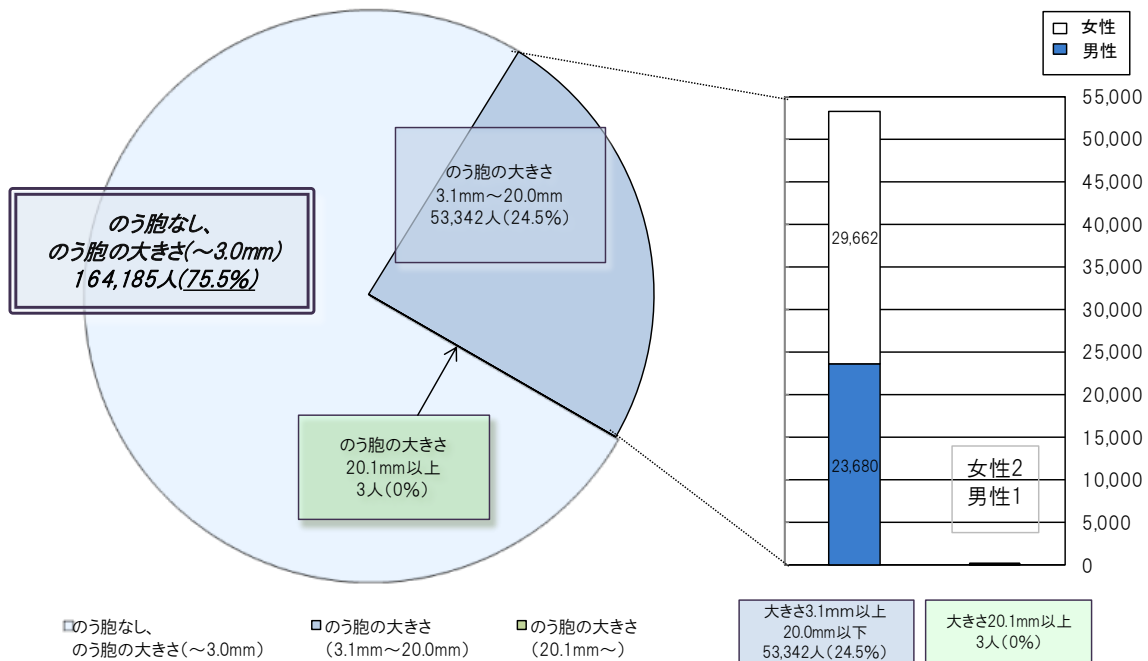 のう胞なし、
のう胞の大きさ(～3.0mm)
164,185人(75.5%)
のう胞の大きさ
3.1mm～20.0mm
53,342人(24.5%)
のう胞の大きさ
20.1mm以上
3人(0%)
□のう胞なし、
のう胞の大きさ(～3.0mm)
■のう胞の大きさ
(3.1mm～20.0mm)
■のう胞の大きさ
(20.1mm～)
女性
男性
55,000
50,000
45,000
40,000
35,000
30,000
25,000
20,000
15,000
10,000
5,000
0
29,662
23,680
女性2
男性1
大きさ3.1mm以上
20.0mm以下
53,342人(24.5%)
大きさ20.1mm以上
3人(0%)